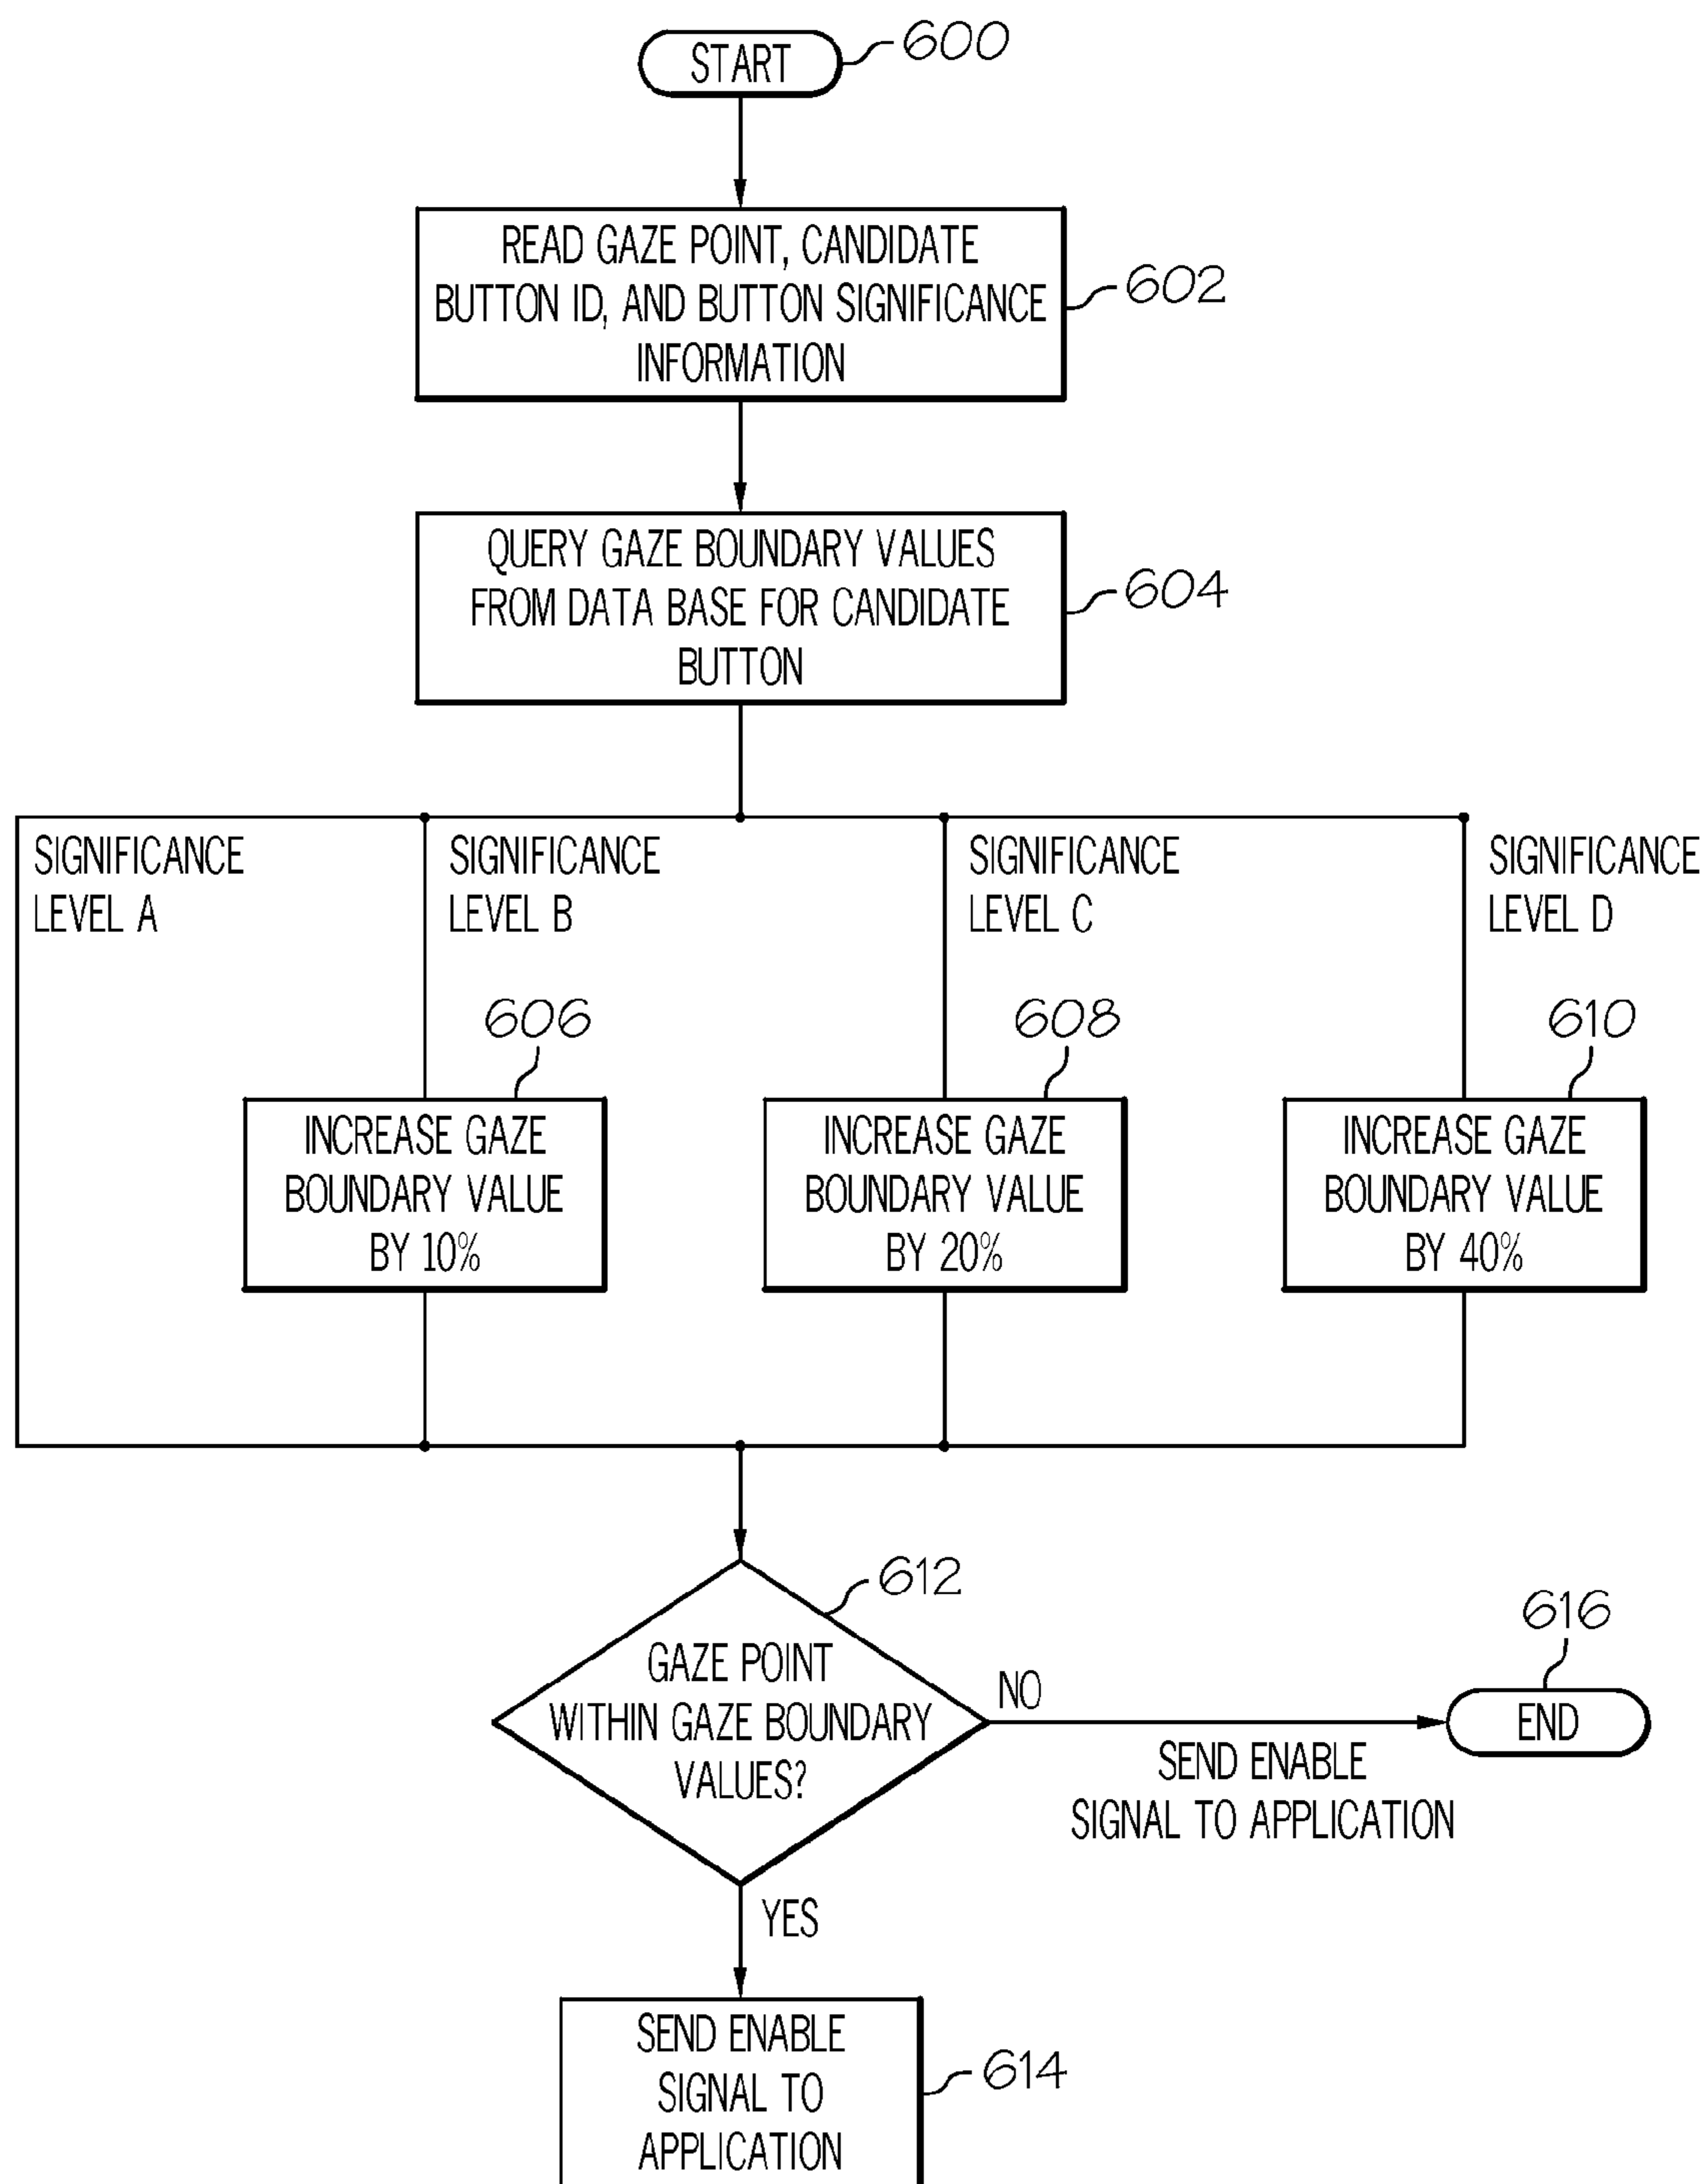 START
600
READ GAZE POINT, CANDIDATE
BUTTON ID, AND BUTTON SIGNIFICANCE
INFORMATION
602
QUERY GAZE BOUNDARY VALUES
FROM DATA BASE FOR CANDIDATE
BUTTON
604
SIGNIFICANCE
LEVEL A
SIGNIFICANCE
LEVEL B
SIGNIFICANCE
LEVEL C
SIGNIFICANCE
LEVEL D
606
INCREASE GAZE
BOUNDARY VALUE
BY 10%
608
INCREASE GAZE
BOUNDARY VALUE
BY 20%
610
INCREASE GAZE
BOUNDARY VALUE
BY 40%
612
GAZE POINT
WITHIN GAZE BOUNDARY
VALUES?
NO
SEND ENABLE
SIGNAL TO APPLICATION
616
END
YES
SEND ENABLE
SIGNAL TO
APPLICATION
614